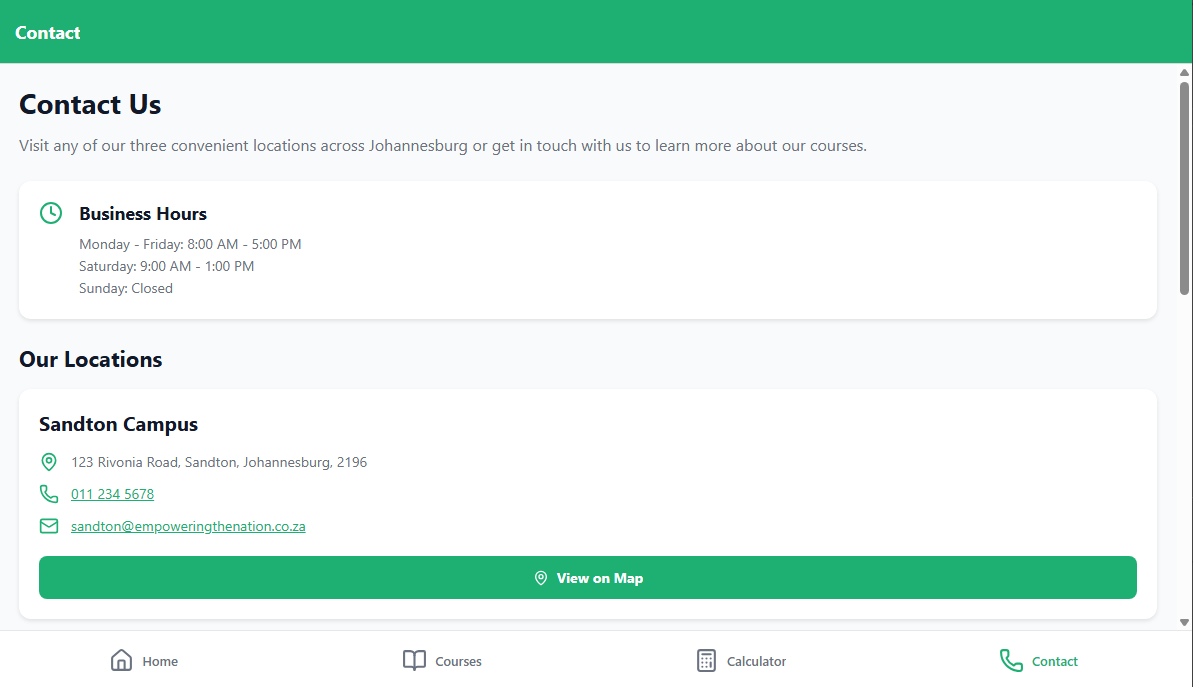 Contact
Contact Us
Visit any of our three convenient locations across Johannesburg or get in touch with us to learn more about our courses.
Business Hours
Monday - Friday: 8:00 AM - 5:00 PM
Saturday: 9:00 AM - 1:00 PM
Sunday: Closed
Our Locations
Sandton Campus
123 Rivonia Road, Sandton, Johannesburg, 2196
011 234 5678
sandton@empoweringthenation.co.za
View on Map
Home
Courses
Calculator
Contact